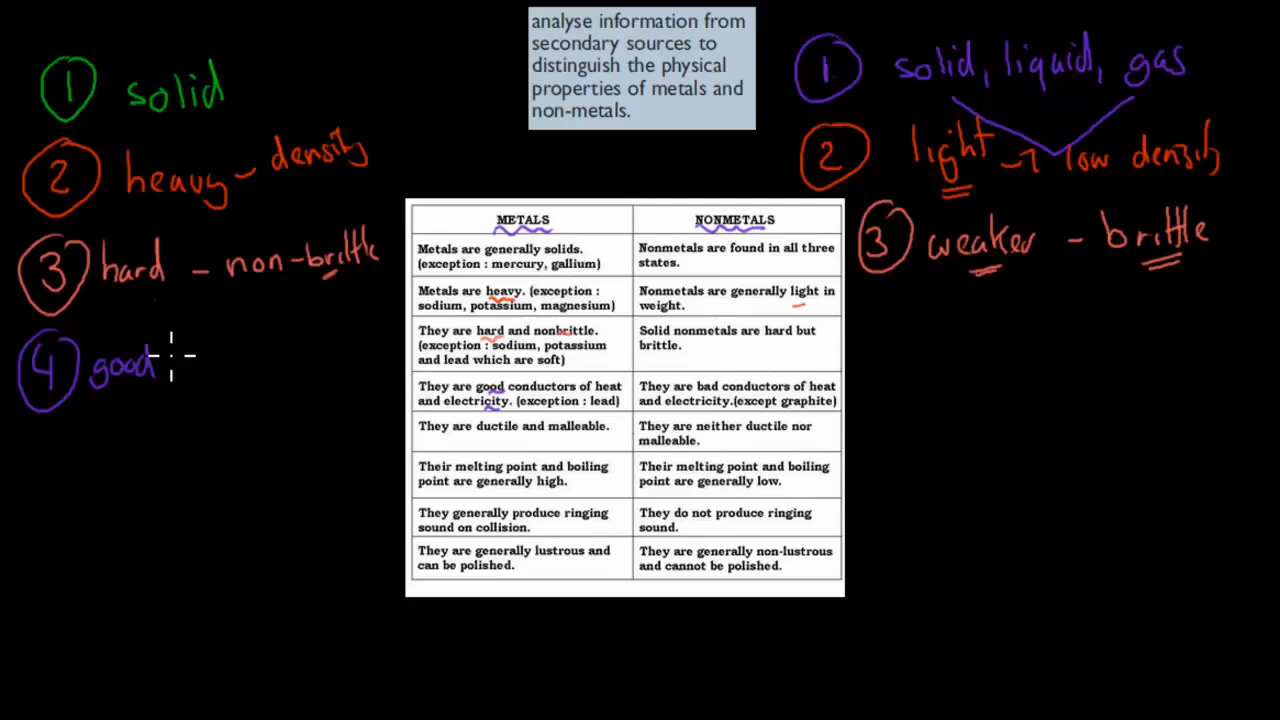 analyse information from
secondary sources to
distinguish the physical
properties of metals and
non-metals.
1 solid
2 heavy - density
3 hard - non-brittle
4 good
METALS
NONMETALS
Metals are generally solids.
(exception : mercury, gallium)
Nonmetals are found in all three
states.
Metals are heavy. (exception :
sodium, potassium, magnesium)
Nonmetals are generally light in
weight.
They are hard and nonbrittle.
(exception : sodium, potassium
and lead which are soft)
Solid nonmetals are hard but
brittle.
They are good conductors of heat
and electricity. (exception : lead)
They are bad conductors of heat
and electricity.(except graphite)
They are ductile and malleable.
They are neither ductile nor
malleable.
Their melting point and boiling
point are generally high.
Their melting point and boiling
point are generally low.
They generally produce ringing
sound on collision.
They do not produce ringing
sound.
They are generally lustrous and
can be polished.
They are generally non-lustrous
and cannot be polished.
1 solid, liquid, gas
2 light → low density
3 weaker - brittle